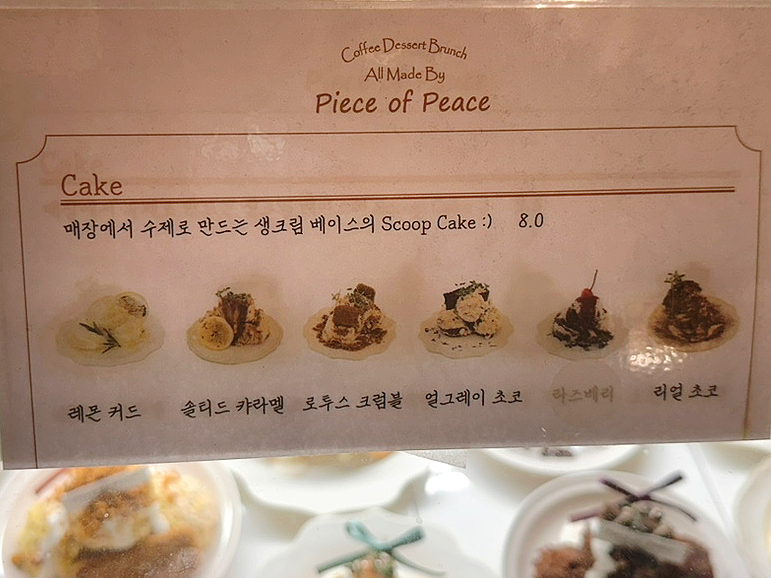 Coffee Dessert Brunch
All Made By
Piece of Peace
Cake
매장에서 수제로 만드는 생크림 베이스의 Scoop Cake :) 8.0
레몬 커드 솔티드 캬라멜 로투스 크럼블 얼그레이 초코 라즈베리 리얼 초코